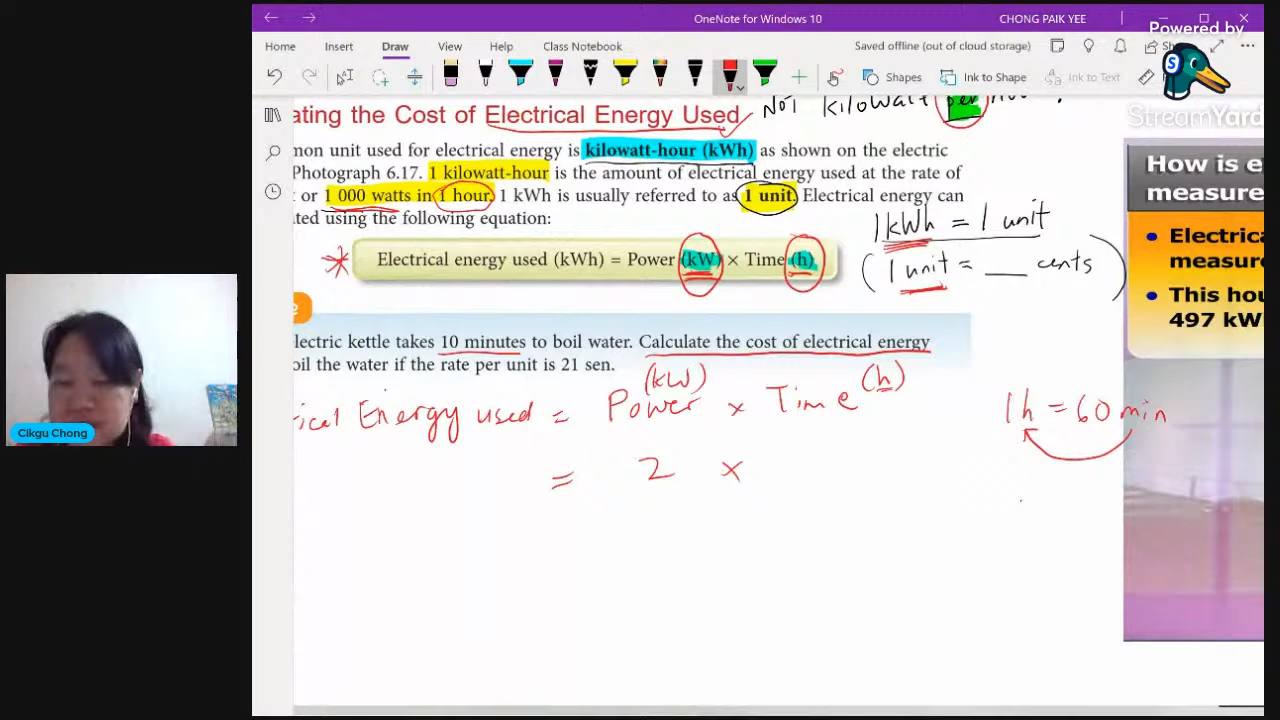 OneNote for Windows 10
CHONG PAIK YEE
Powered by
Home Insert Draw View Help Class Notebook
Saved offline (out of cloud storage)
Shapes
Ink to Shape
Ink to Text
StreamYard
NOT kilowatt per
ating the Cost of Electrical Energy Used
mon unit used for electrical energy is kilowatt-hour (kWh) as shown on the electric
Photograph 6.17. 1 kilowatt-hour is the amount of electrical energy used at the rate of
or 1 000 watts in 1 hour. 1 kWh is usually referred to as 1 unit. Electrical energy can
ted using the following equation:
1 kWh = 1 unit
Electrical energy used (kWh) = Power (kW) × Time (h)
(1 unit = ___ cents)
How is e
measure
Electrica
measur
This hou
497 kW
lectric kettle takes 10 minutes to boil water. Calculate the cost of electrical energy
oil the water if the rate per unit is 21 sen.
(kW) (h)
rical Energy used = Power × Time
1h = 60 min
= 2 ×
Cikgu Chong